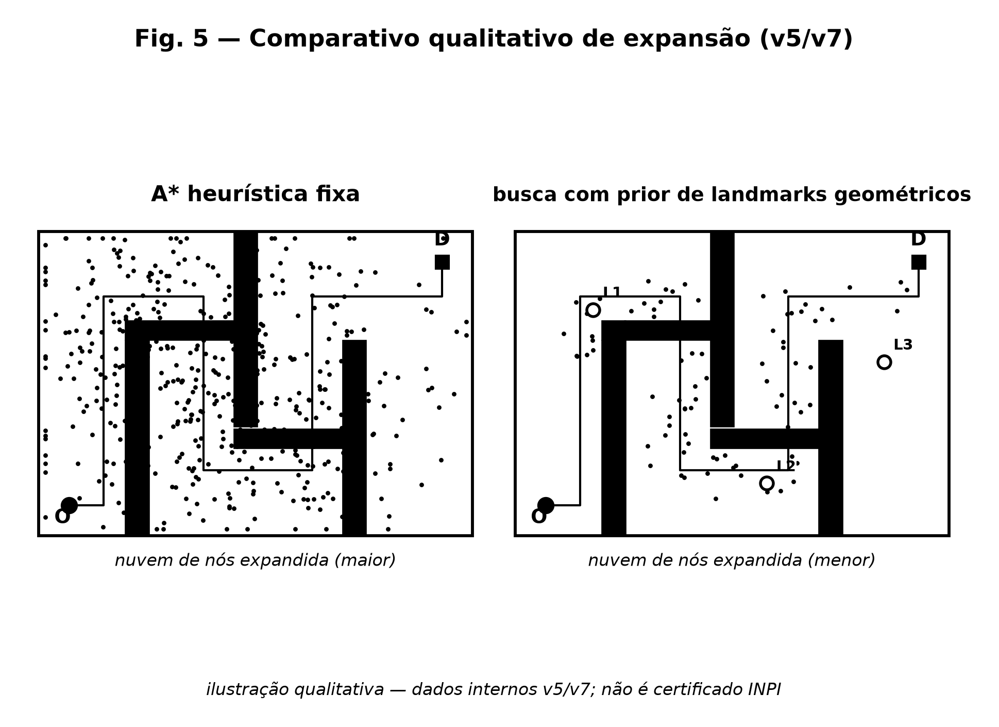 Fig. 5 — Comparativo qualitativo de expansão (v5/v7)
A* heurística fixa
busca com prior de landmarks geométricos
D
O
D
L1
L3
L2
O
nuvem de nós expandida (maior)
nuvem de nós expandida (menor)
ilustração qualitativa — dados internos v5/v7; não é certificado INPI